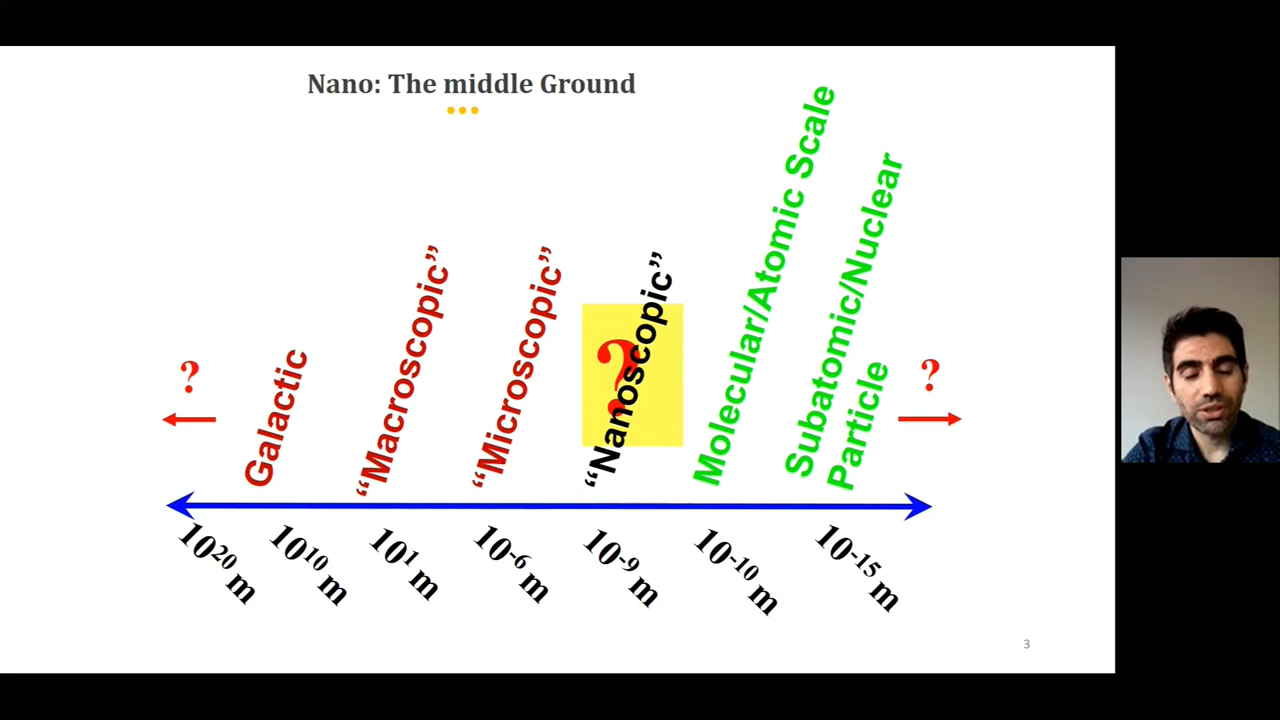 Nano: The middle Ground
?
Galactic
“Macroscopic”
“Microscopic”
?
“Nanoscopic”
Molecular/Atomic Scale
Subatomic/Nuclear
Particle
?
10²⁰ m
10¹⁰ m
10¹ m
10⁻⁶ m
10⁻⁹ m
10⁻¹⁰ m
10⁻¹⁵ m
3